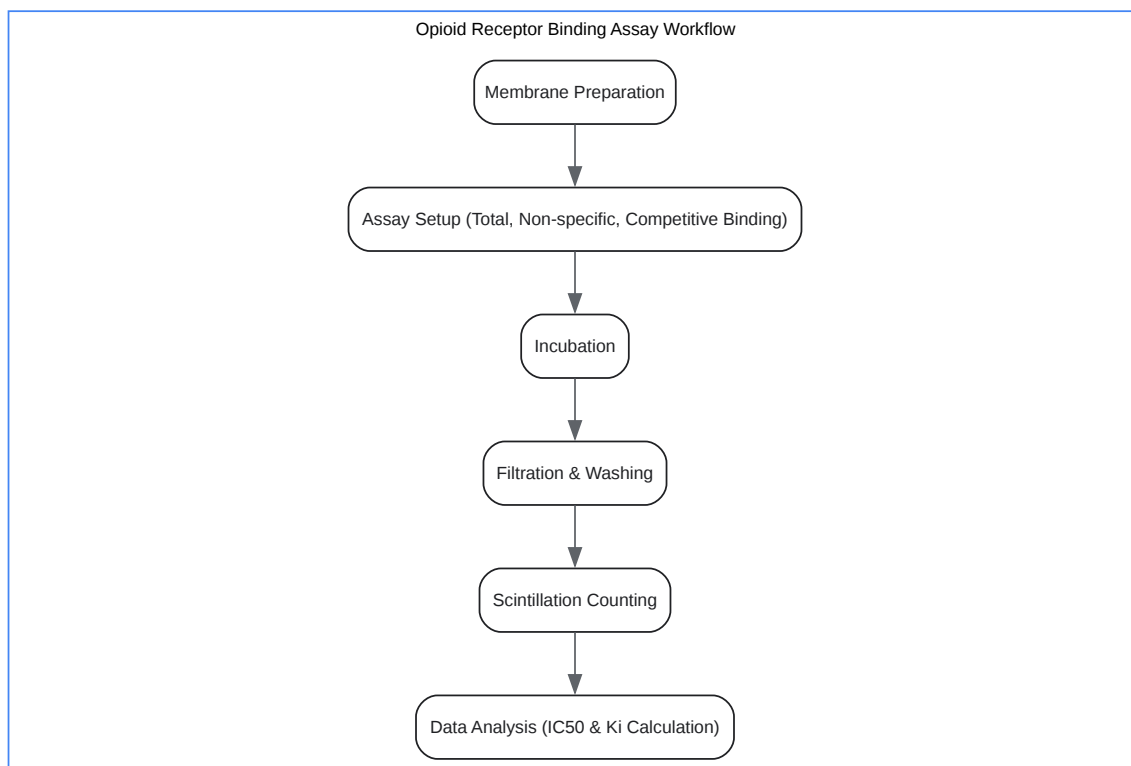 Opioid Receptor Binding Assay Workflow
Membrane Preparation
Assay Setup (Total, Non-specific, Competitive Binding)
Incubation
Filtration & Washing
Scintillation Counting
Data Analysis (IC50 & Ki Calculation)